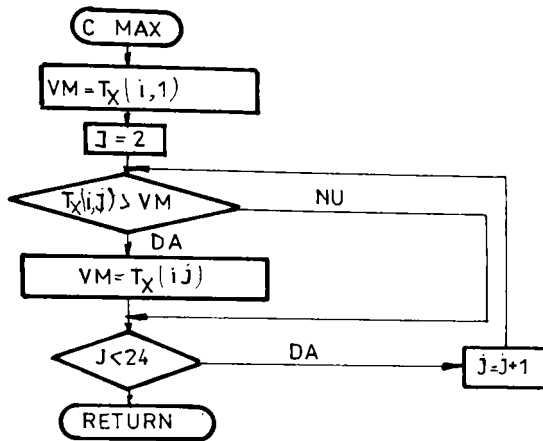 C MAX
VM=TX(i,1)
J=2
TX(i,j)>VM
NU
DA
VM=TX(ij)
J<24
DA
j=j+1
RETURN